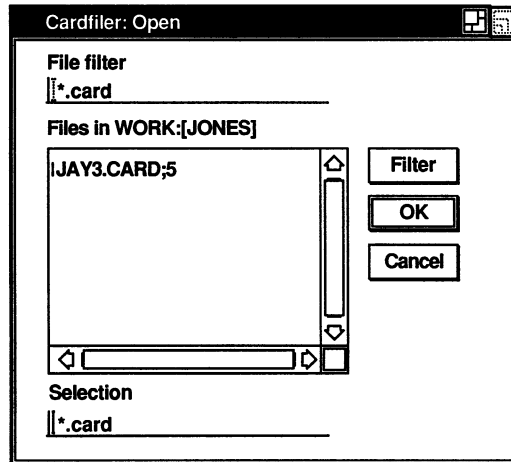 Cardfiler: Open
File filter
*.card
Files in WORK:[JONES]
JAY3.CARD;5
Filter
OK
Cancel
Selection
*.card